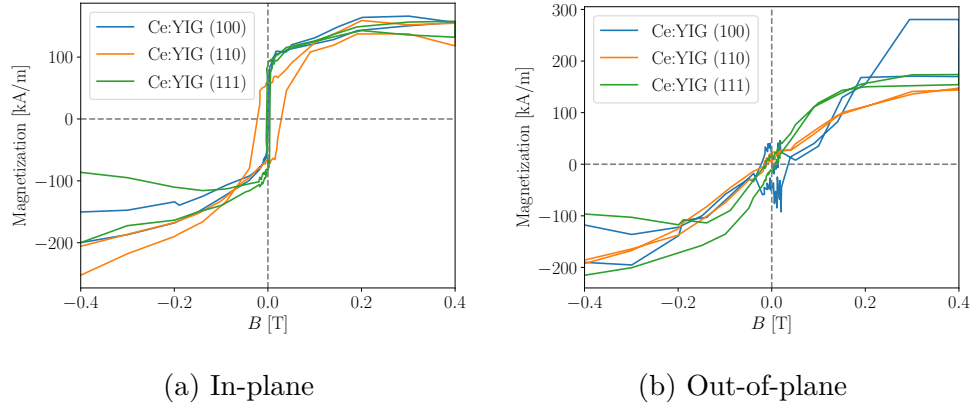 Ce:YIG (100)
Ce:YIG (110)
Ce:YIG (111)
Magnetization [kA/m]
100
0
−100
−200
−0.4
−0.2
0.0
0.2
0.4
B [T]
(a) In-plane
Ce:YIG (100)
Ce:YIG (110)
Ce:YIG (111)
Magnetization [kA/m]
300
200
100
0
−100
−200
−0.4
−0.2
0.0
0.2
0.4
B [T]
(b) Out-of-plane